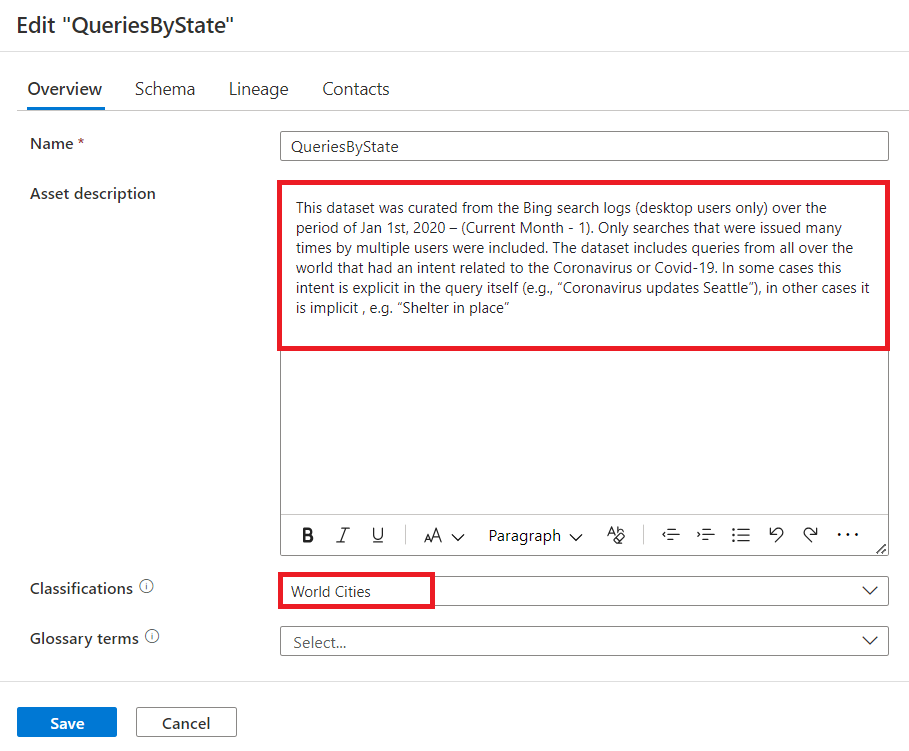 Edit "QueriesByState"
Overview Schema Lineage Contacts
Name *
QueriesByState
Asset description
This dataset was curated from the Bing search logs (desktop users only) over the
period of Jan 1st, 2020 – (Current Month - 1). Only searches that were issued many
times by multiple users were included. The dataset includes queries from all over the
world that had an intent related to the Coronavirus or Covid-19. In some cases this
intent is explicit in the query itself (e.g., “Coronavirus updates Seattle”), in other cases it
is implicit , e.g. “Shelter in place”
B I U AA Paragraph
Classifications
World Cities
Glossary terms
Select...
Save Cancel